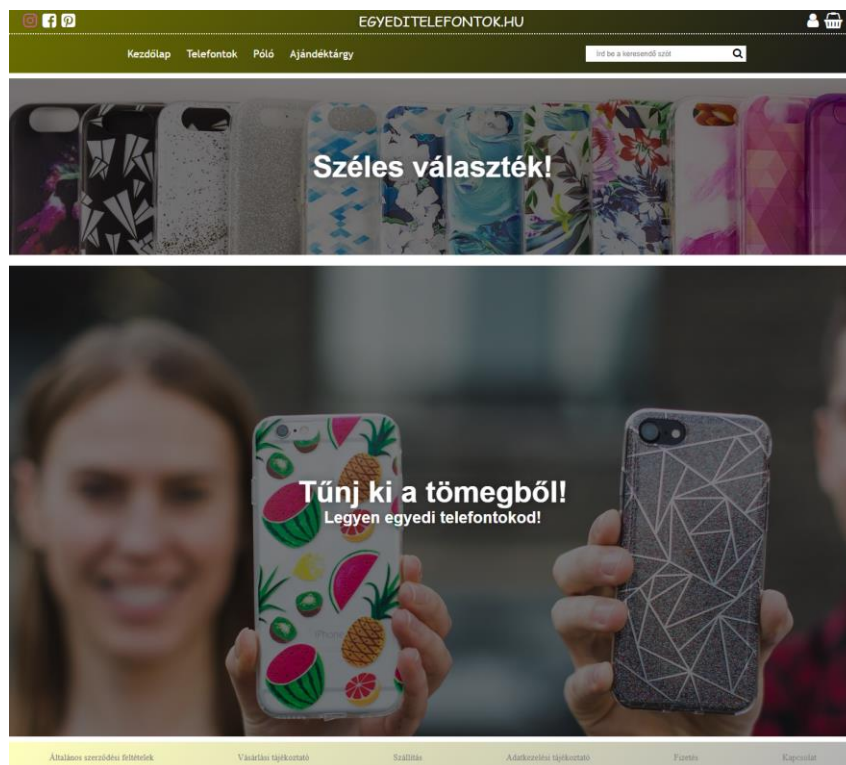 EGYEDITELEFONTOK.HU
Kezdőlap Telefontok Póló Ajándéktárgy
Írd be a keresendő szót
Széles választék!
Tűnj ki a tömegből!
Legyen egyedi telefontokod!
iPhone
Általános szerződési feltételek Vásárlási tájékoztató Szállítás Adatkezelési tájékoztató Fizetés Kapcsolat